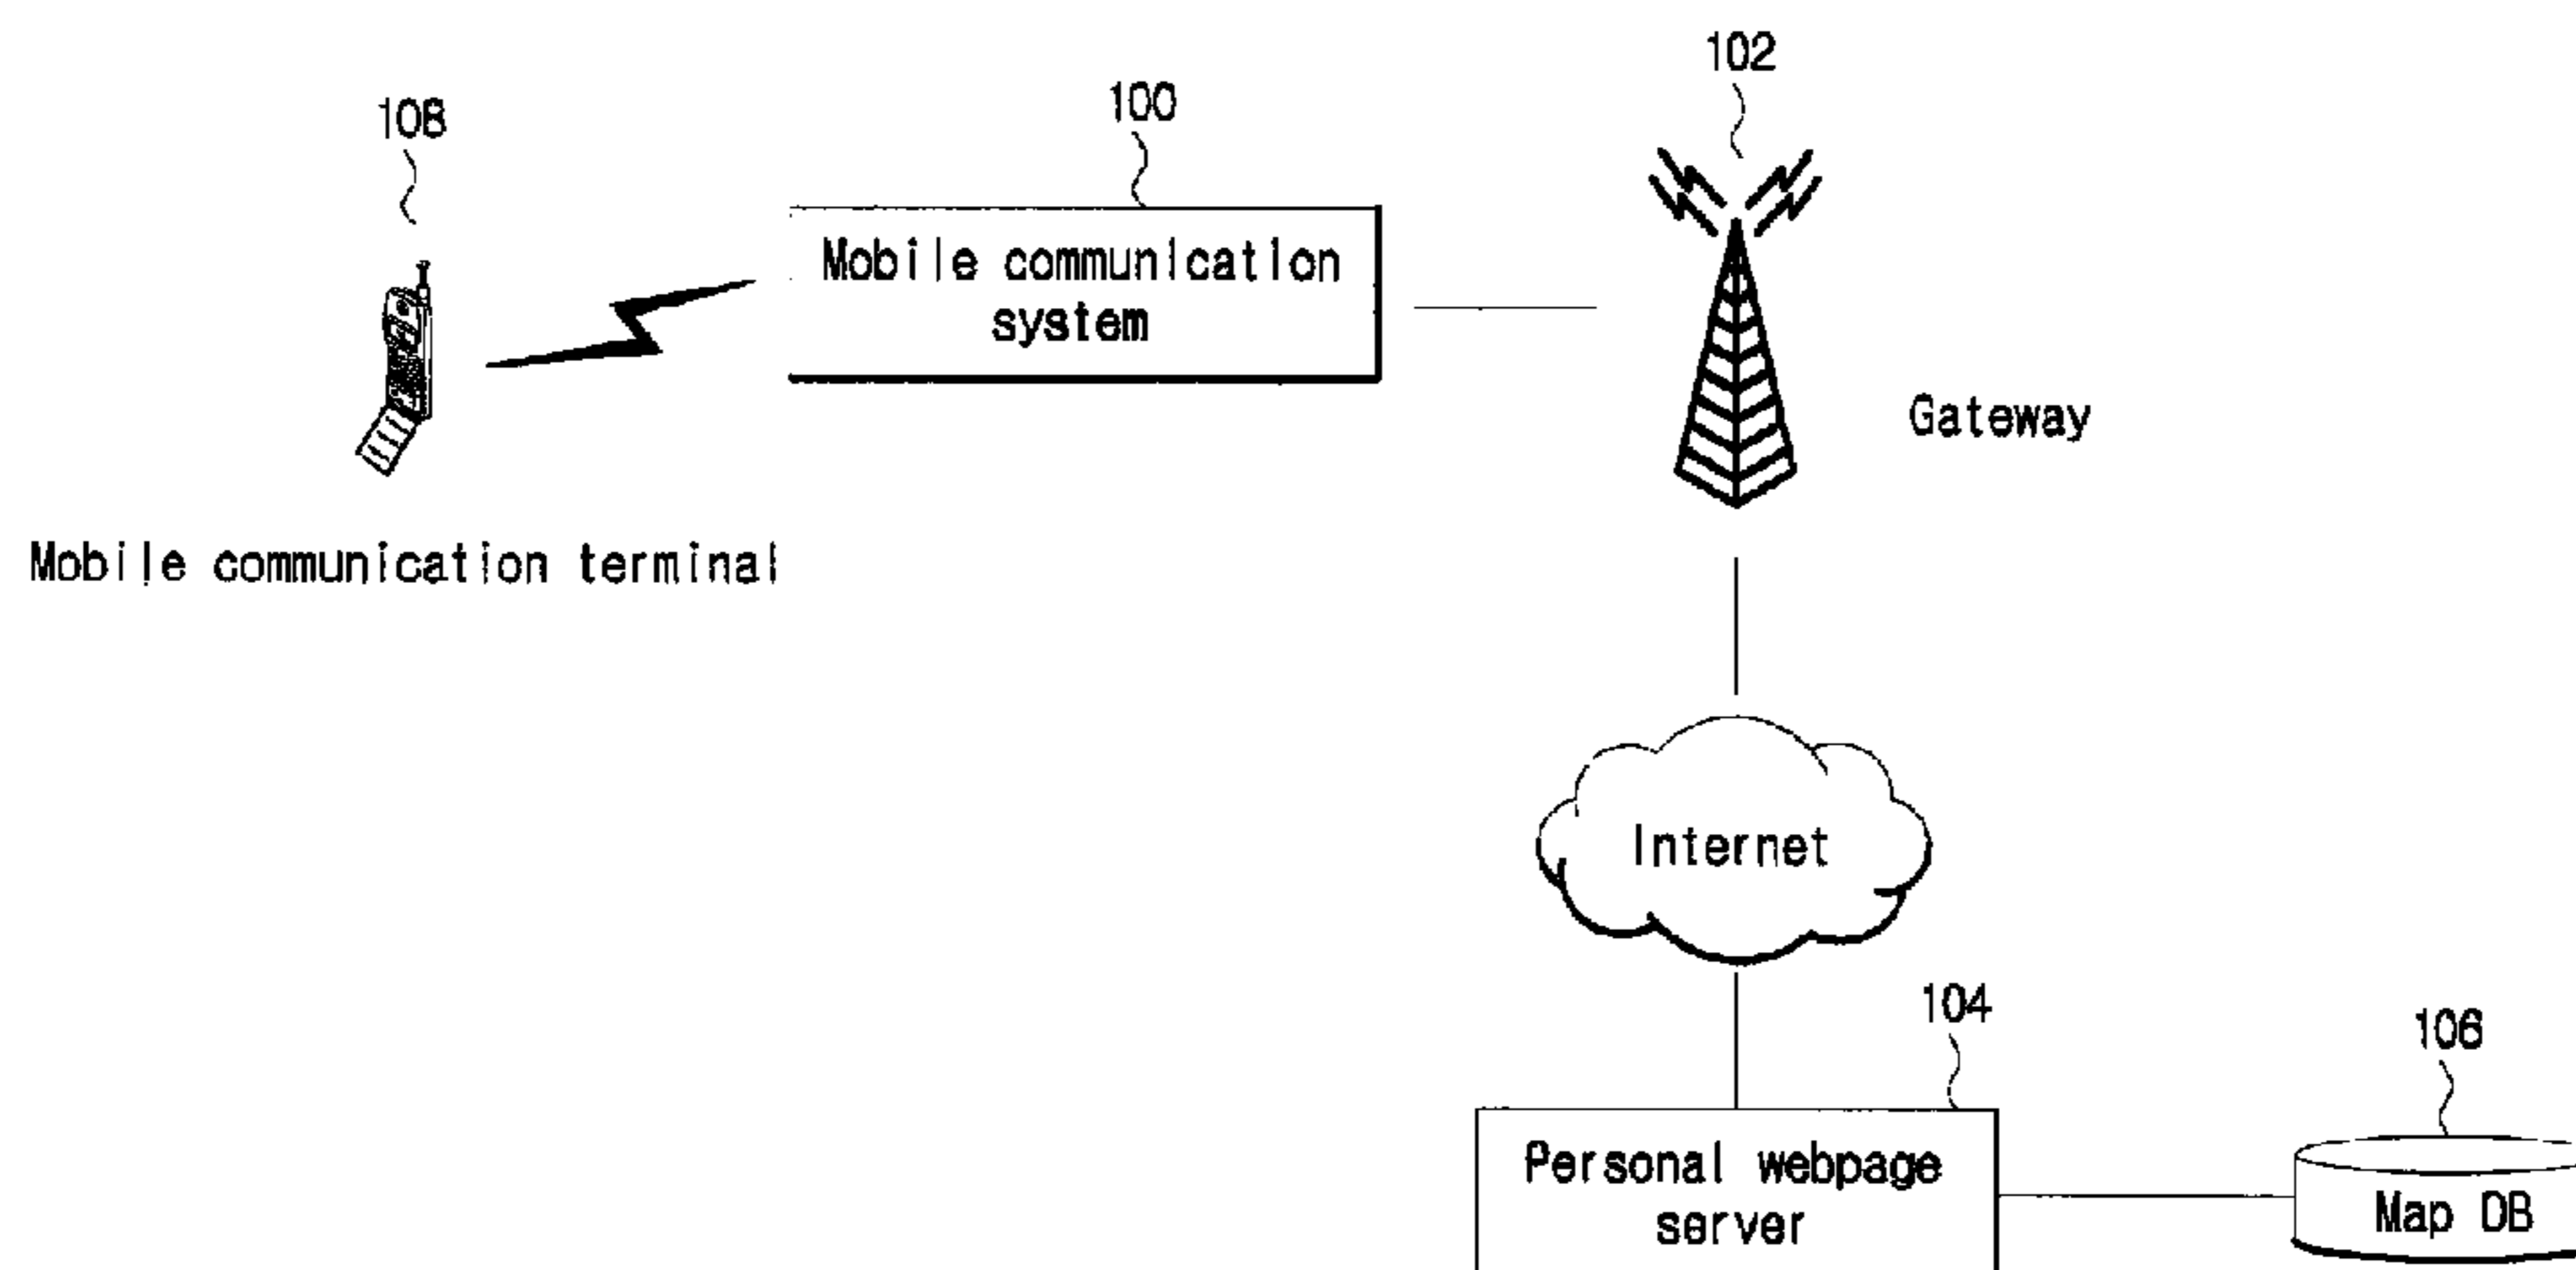 102
100
108
Mobile communication
system
Gateway
Mobile communication terminal
Internet
104
106
Personal webpage
server
Map DB